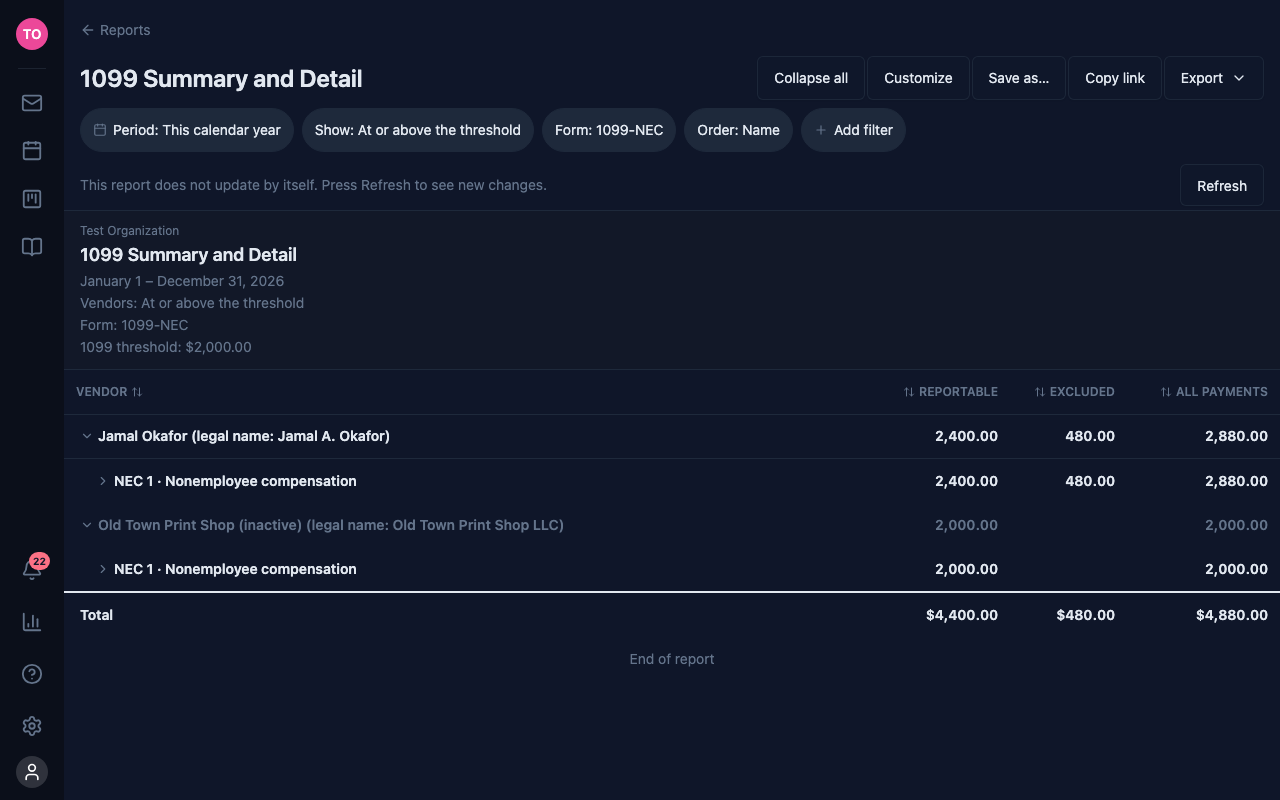 TO
Reports
1099 Summary and Detail
Collapse all
Customize
Save as...
Copy link
Export
Period: This calendar year
Show: At or above the threshold
Form: 1099-NEC
Order: Name
Add filter
This report does not update by itself. Press Refresh to see new changes.
Refresh
Test Organization
1099 Summary and Detail
January 1 – December 31, 2026
Vendors: At or above the threshold
Form: 1099-NEC
1099 threshold: $2,000.00
VENDOR REPORTABLE EXCLUDED ALL PAYMENTS
Jamal Okafor (legal name: Jamal A. Okafor) 2,400.00 480.00 2,880.00
NEC 1 · Nonemployee compensation 2,400.00 480.00 2,880.00
Old Town Print Shop (inactive) (legal name: Old Town Print Shop LLC) 2,000.00 2,000.00
NEC 1 · Nonemployee compensation 2,000.00 2,000.00
22
Total $4,400.00 $480.00 $4,880.00
End of report